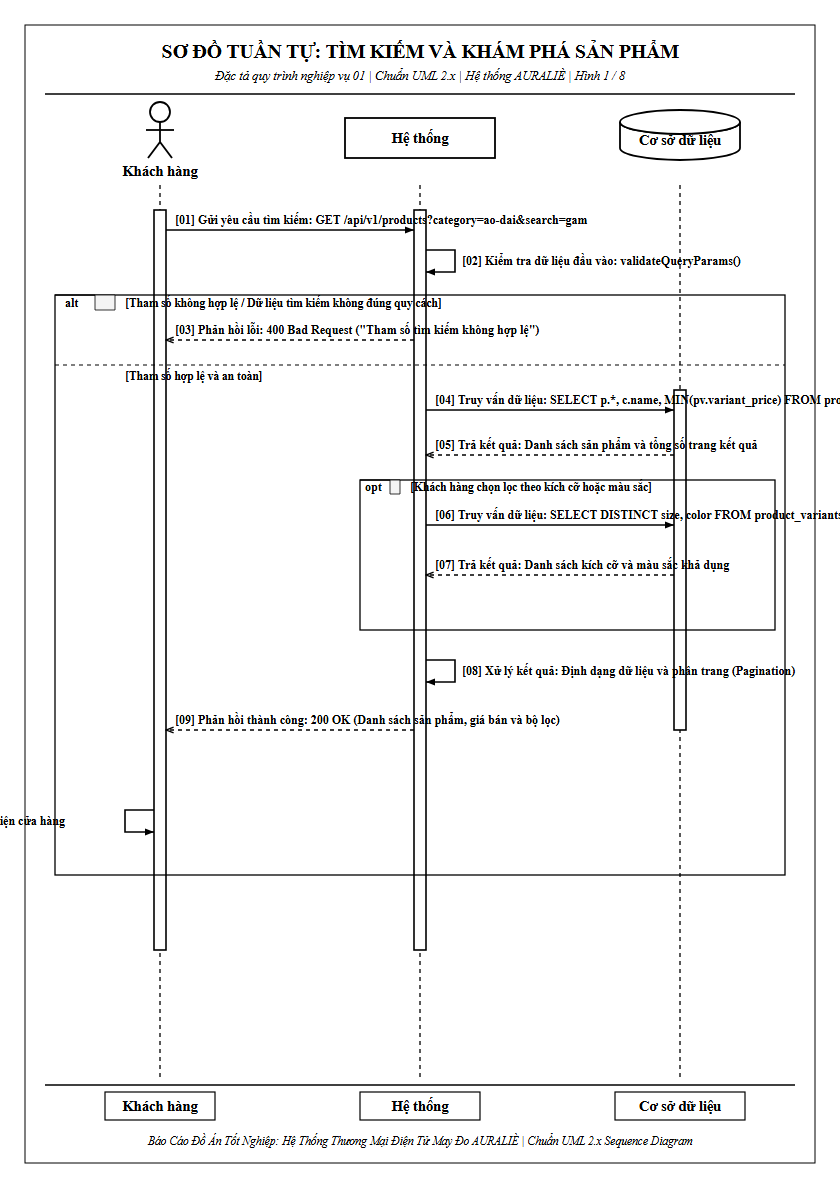 SƠ ĐỒ TUẦN TỰ: TÌM KIẾM VÀ KHÁM PHÁ SẢN PHẨM
Đặc tả quy trình nghiệp vụ 01 | Chuẩn UML 2.x | Hệ thống AURALIÈ | Hình 1 / 8
Hệ thống
Cơ sở dữ liệu
Khách hàng
[01] Gửi yêu cầu tìm kiếm: GET /api/v1/products?category=ao-dai&search=gam
[02] Kiểm tra dữ liệu đầu vào: validateQueryParams()
alt [Tham số không hợp lệ / Dữ liệu tìm kiếm không đúng quy cách]
[03] Phản hồi lỗi: 400 Bad Request ("Tham số tìm kiếm không hợp lệ")
[Tham số hợp lệ và an toàn]
[04] Truy vấn dữ liệu: SELECT p.*, c.name, MIN(pv.variant_price) FROM pro
[05] Trả kết quả: Danh sách sản phẩm và tổng số trang kết quả
opt [Khách hàng chọn lọc theo kích cỡ hoặc màu sắc]
[06] Truy vấn dữ liệu: SELECT DISTINCT size, color FROM product_variants
[07] Trả kết quả: Danh sách kích cỡ và màu sắc khả dụng
[08] Xử lý kết quả: Định dạng dữ liệu và phân trang (Pagination)
[09] Phản hồi thành công: 200 OK (Danh sách sản phẩm, giá bán và bộ lọc)
iện cửa hàng
Khách hàng
Hệ thống
Cơ sở dữ liệu
Báo Cáo Đồ Án Tốt Nghiệp: Hệ Thống Thương Mại Điện Tử May Đo AURALIÈ | Chuẩn UML 2.x Sequence Diagram